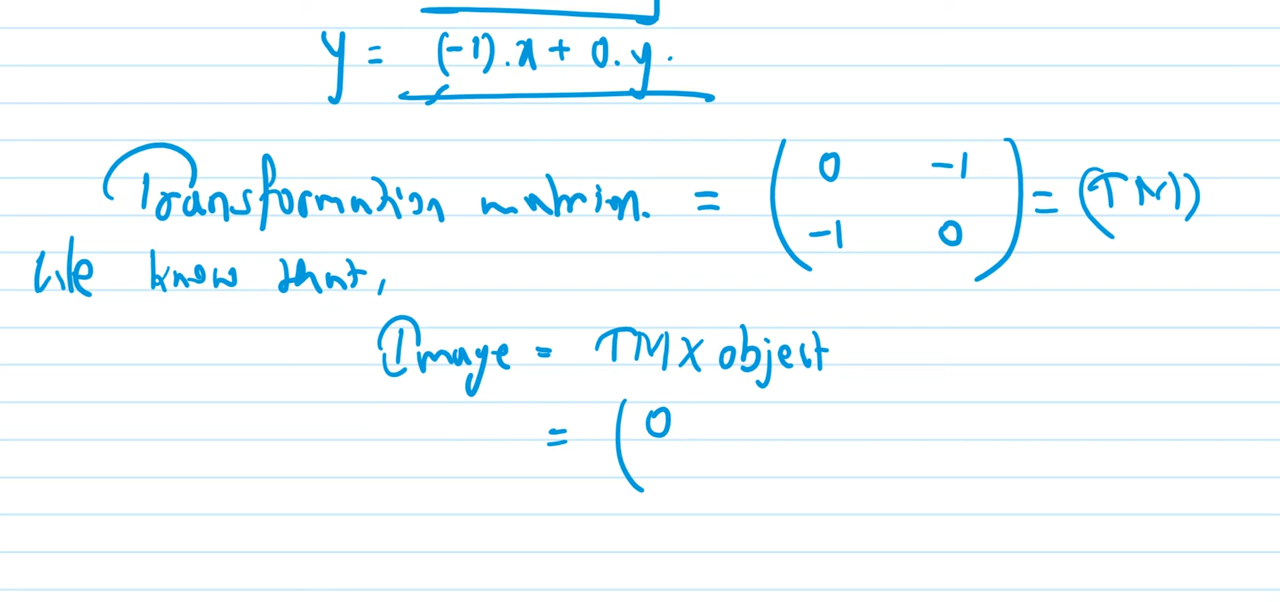 y = (-1).x + 0.y.
Transformation matrix. = ( 0 -1
-1 0 ) = (TM)
We know that,
Image = TM X object
= ( 0